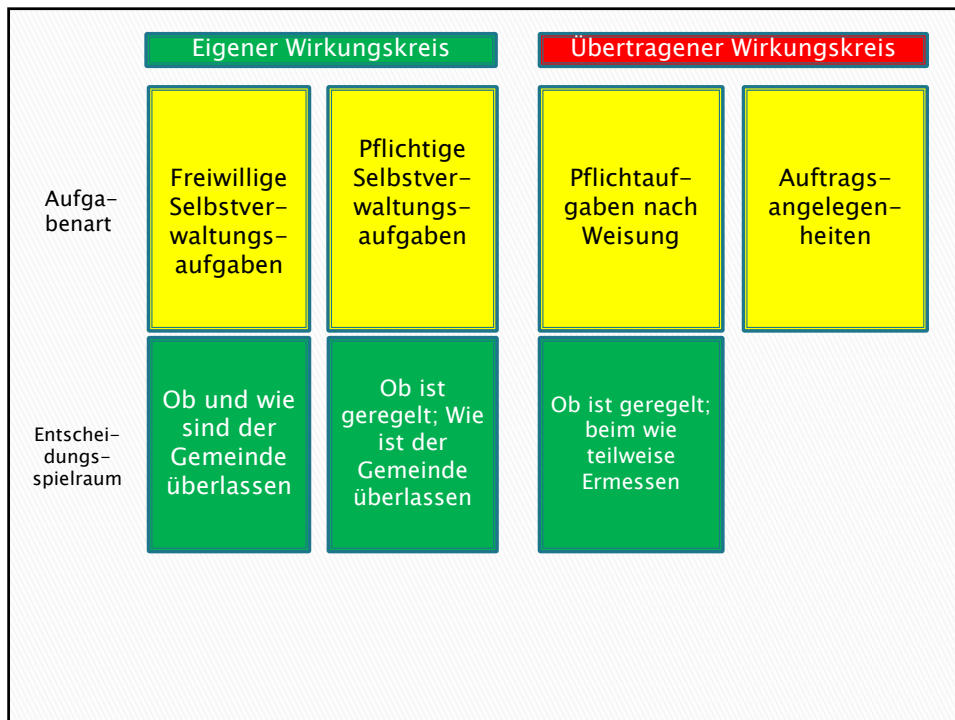 Eigener Wirkungskreis
Übertragener Wirkungskreis
Aufga-
benart
Freiwillige
Selbstver-
waltungs-
aufgaben
Pflichtige
Selbstver-
waltungs-
aufgaben
Pflichtauf-
gaben nach
Weisung
Auftrags-
angelegen-
heiten
Entschei-
dungs-
spielraum
Ob und wie
sind der
Gemeinde
überlassen
Ob ist
geregelt; Wie
ist der
Gemeinde
überlassen
Ob ist geregelt;
beim wie
teilweise
Ermessen